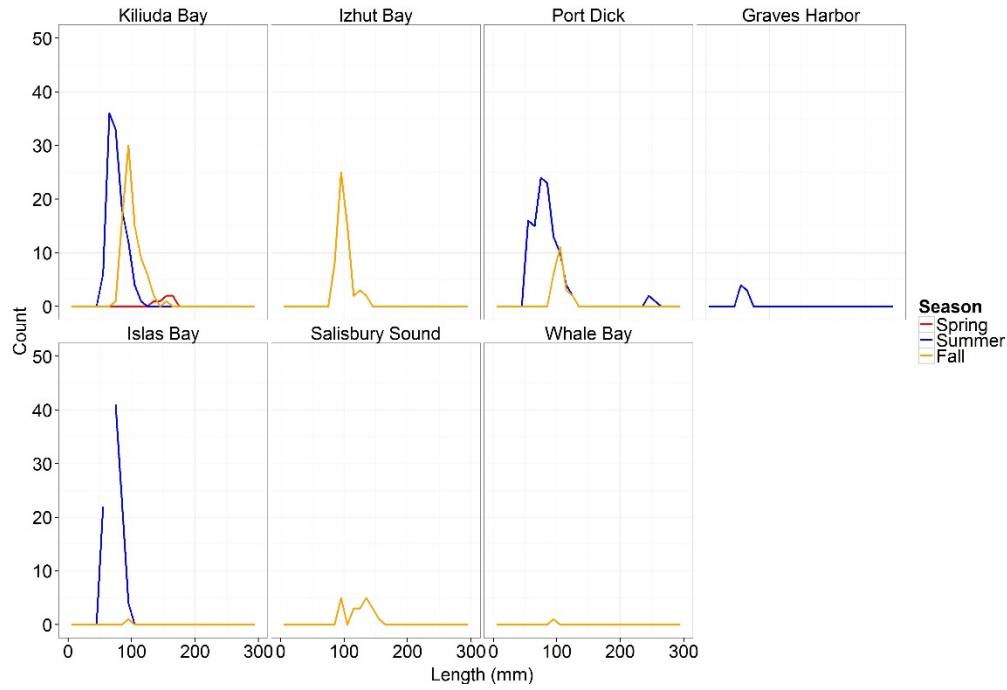 Kiliuda Bay Izhut Bay Port Dick Graves Harbor
50
40
30
20
10
0
Islas Bay Salisbury Sound Whale Bay
50
40
30
20
10
0
Count
0 100 200 300 100 200 300 100 200 300
Length (mm)
Season
Spring
Summer
Fall